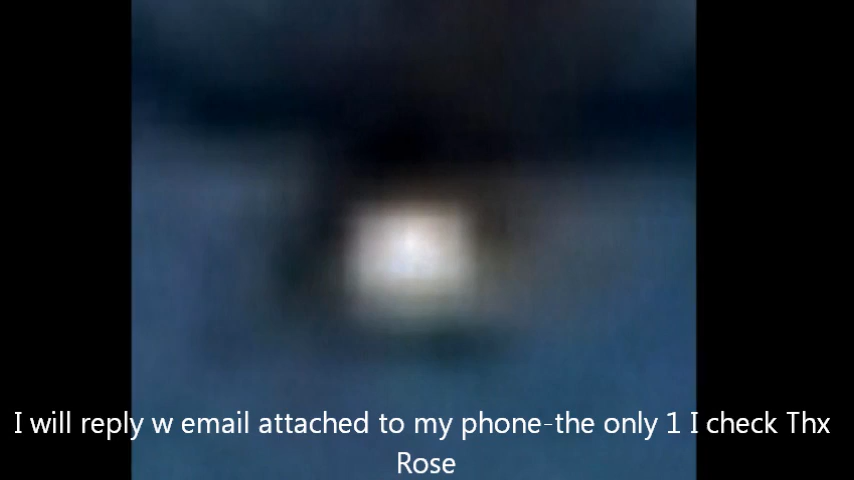 I will reply w email attached to my phone-the only 1 I check Thx
Rose